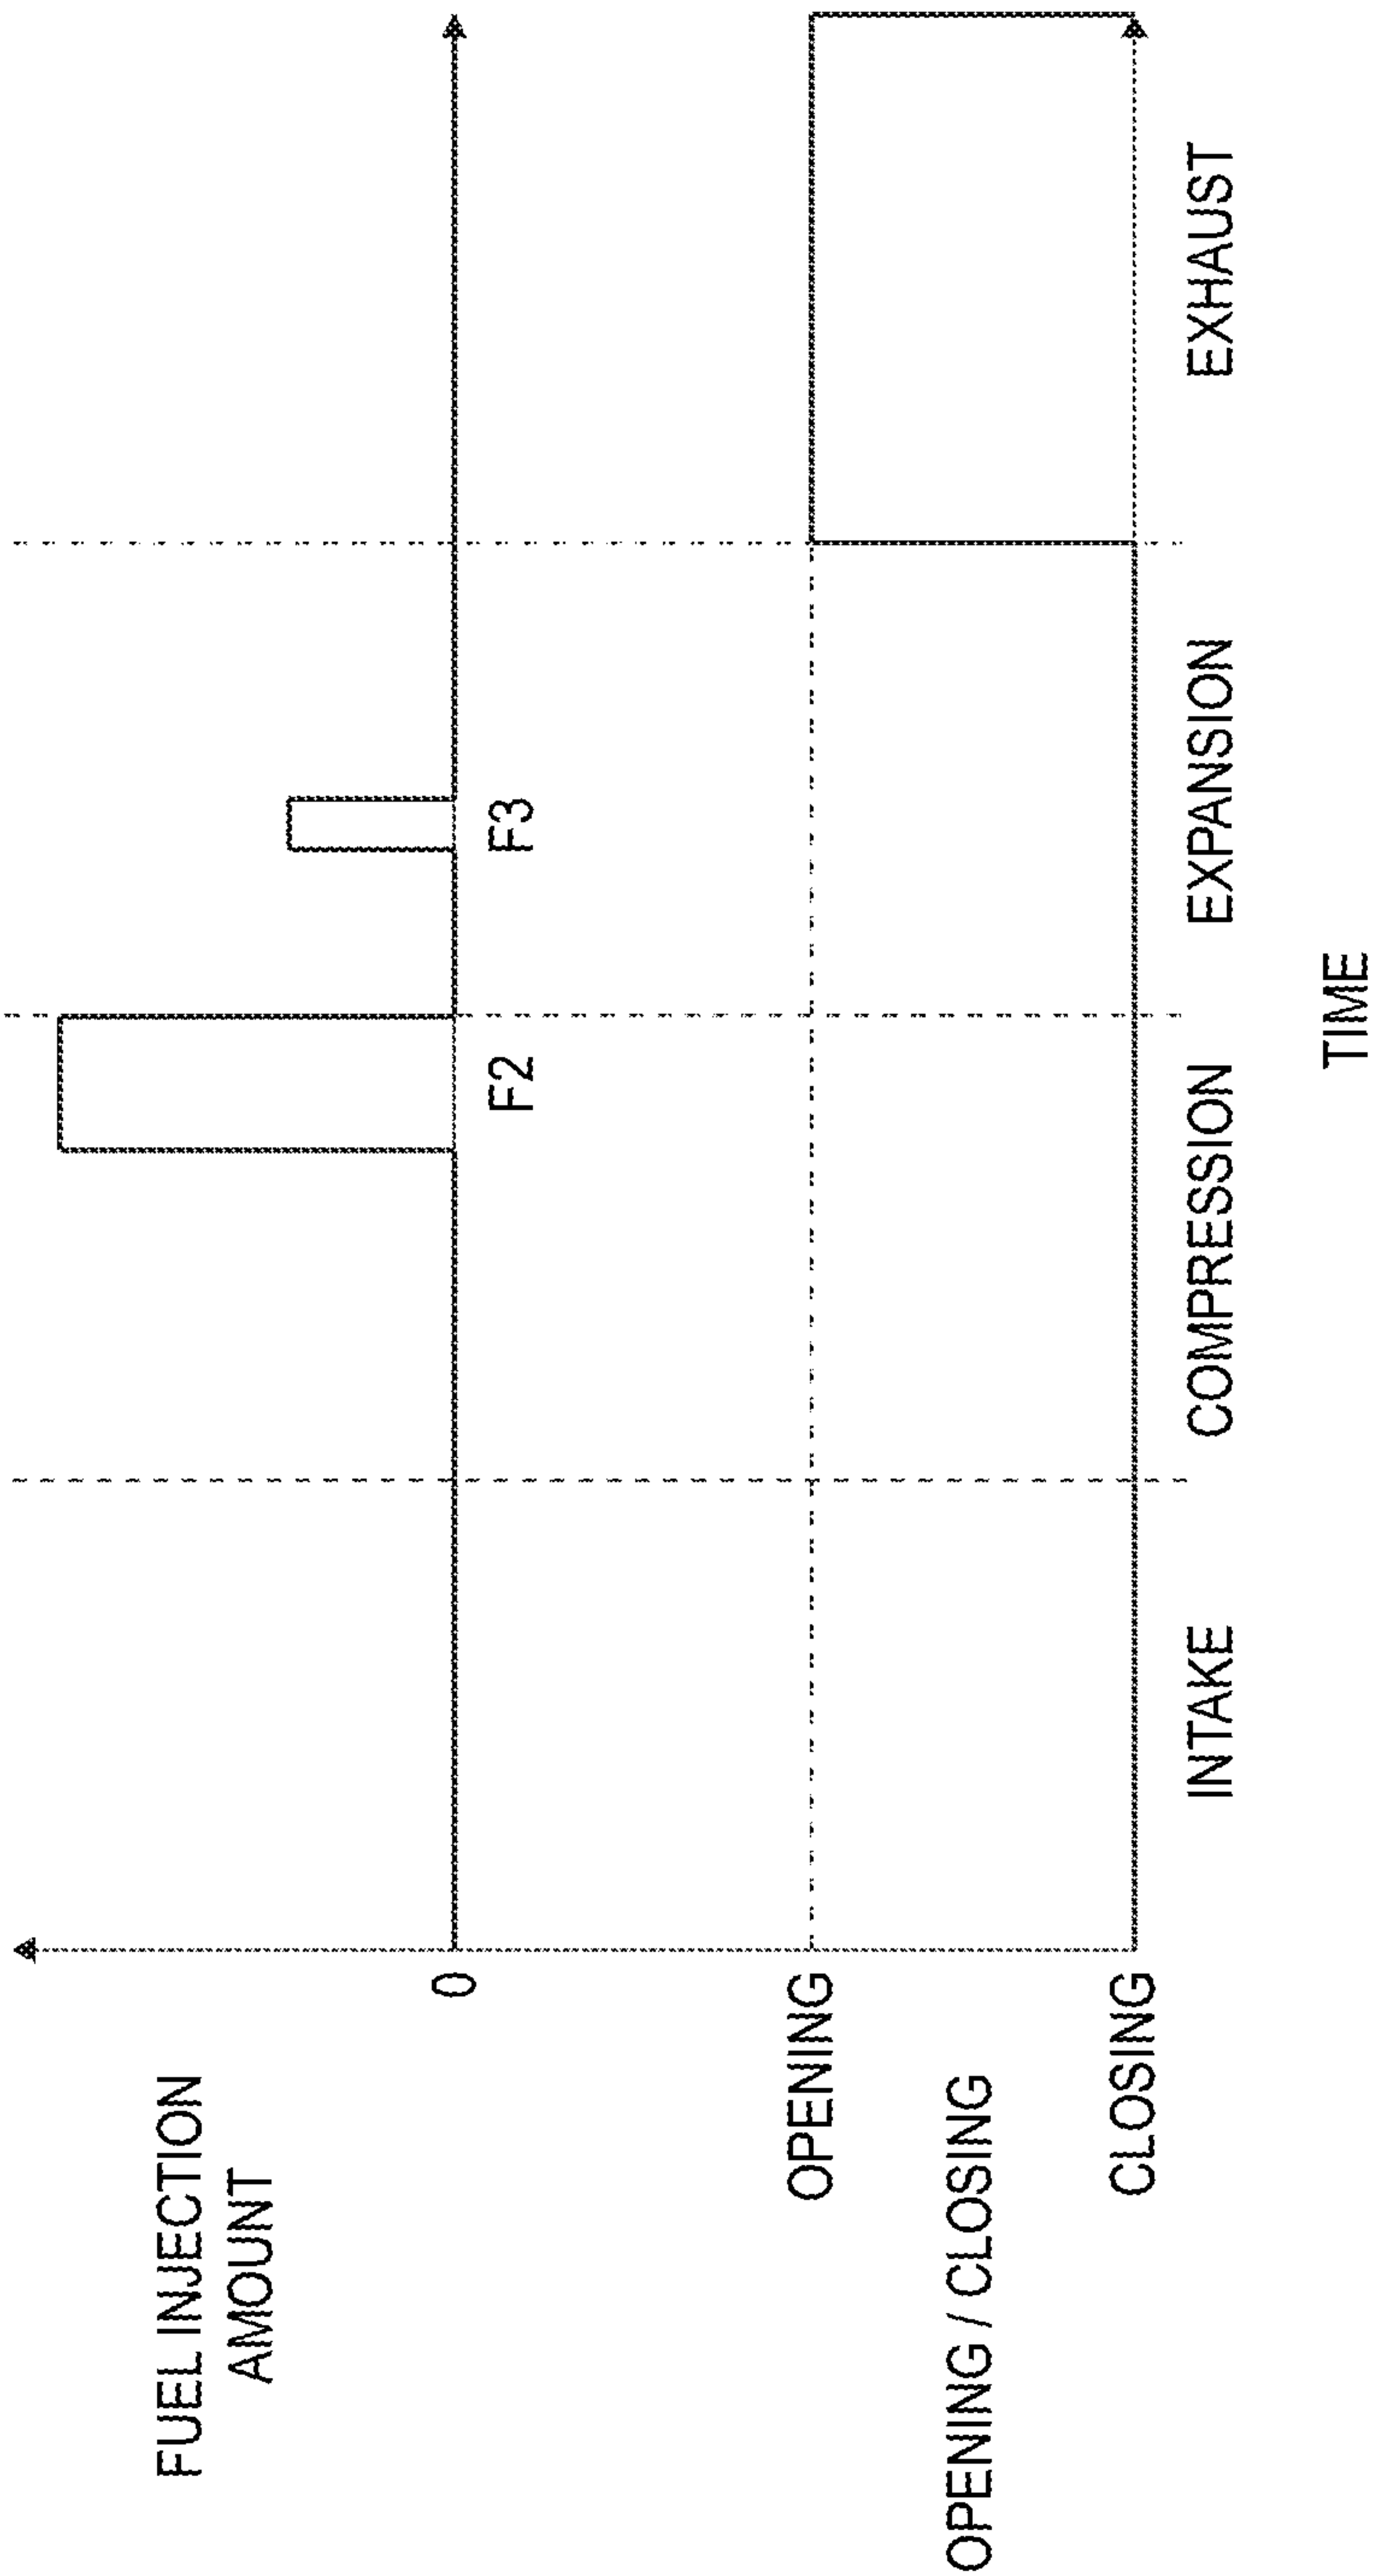 FUEL INJECTION
AMOUNT
0
F2
F3
OPENING
OPENING / CLOSING
CLOSING
INTAKE
COMPRESSION
EXPANSION
EXHAUST
TIME